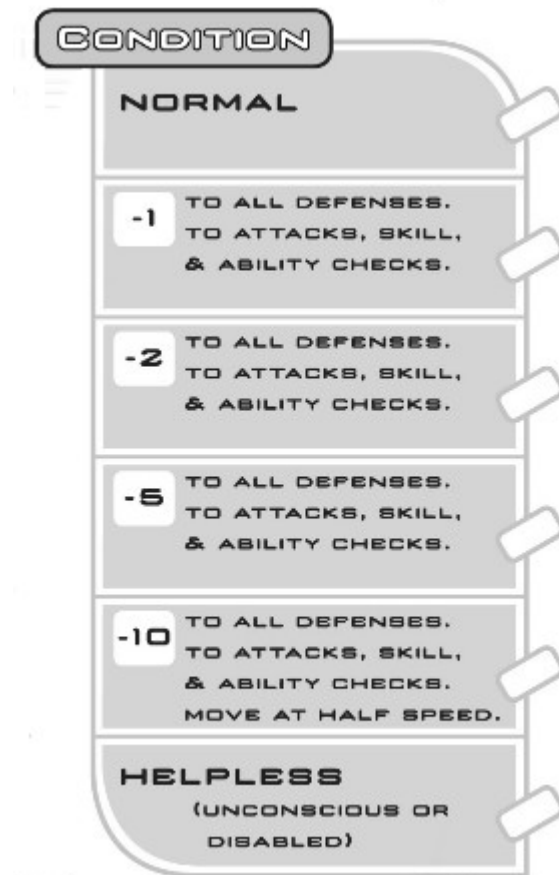 CONDITION
NORMAL
-1 TO ALL DEFENSES.
TO ATTACKS, SKILL,
& ABILITY CHECKS.
-2 TO ALL DEFENSES.
TO ATTACKS, SKILL,
& ABILITY CHECKS.
-5 TO ALL DEFENSES.
TO ATTACKS, SKILL,
& ABILITY CHECKS.
-10 TO ALL DEFENSES.
TO ATTACKS, SKILL,
& ABILITY CHECKS.
MOVE AT HALF SPEED.
HELPLESS
(UNCONSCIOUS OR
DISABLED)